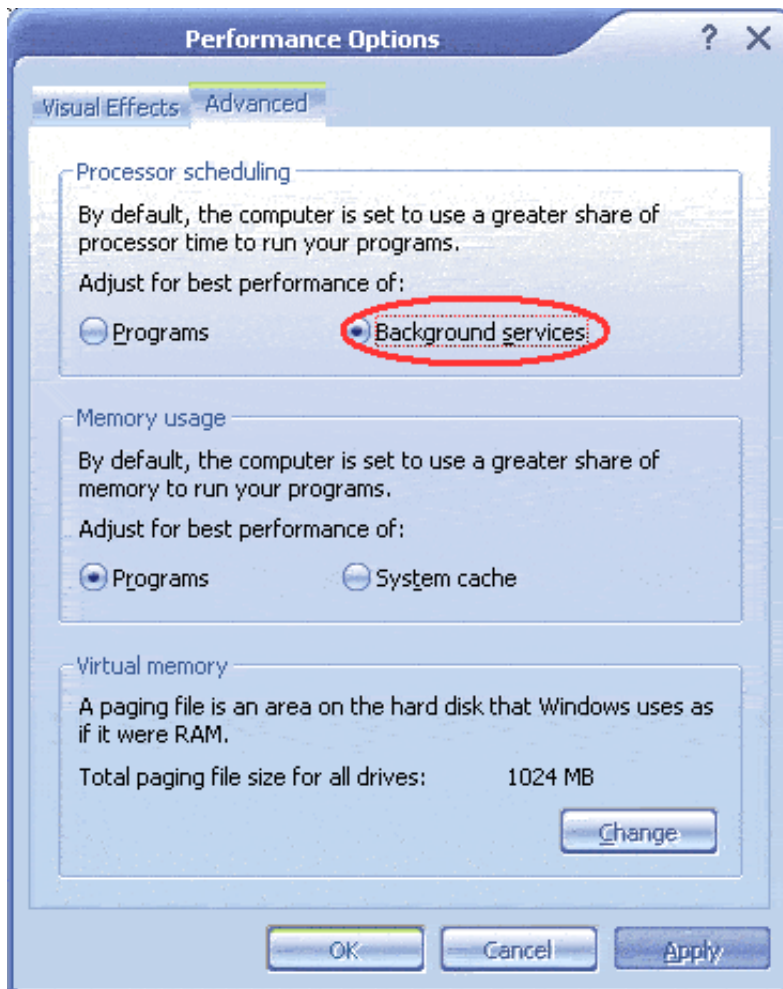 Performance Options
?
Visual Effects
Advanced
Processor scheduling
By default, the computer is set to use a greater share of
processor time to run your programs.
Adjust for best performance of:
Programs
Background services
Memory usage
By default, the computer is set to use a greater share of
memory to run your programs.
Adjust for best performance of:
Programs
System cache
Virtual memory
A paging file is an area on the hard disk that Windows uses as
if it were RAM.
Total paging file size for all drives:
1024 MB
Change
OK
Cancel
Apply